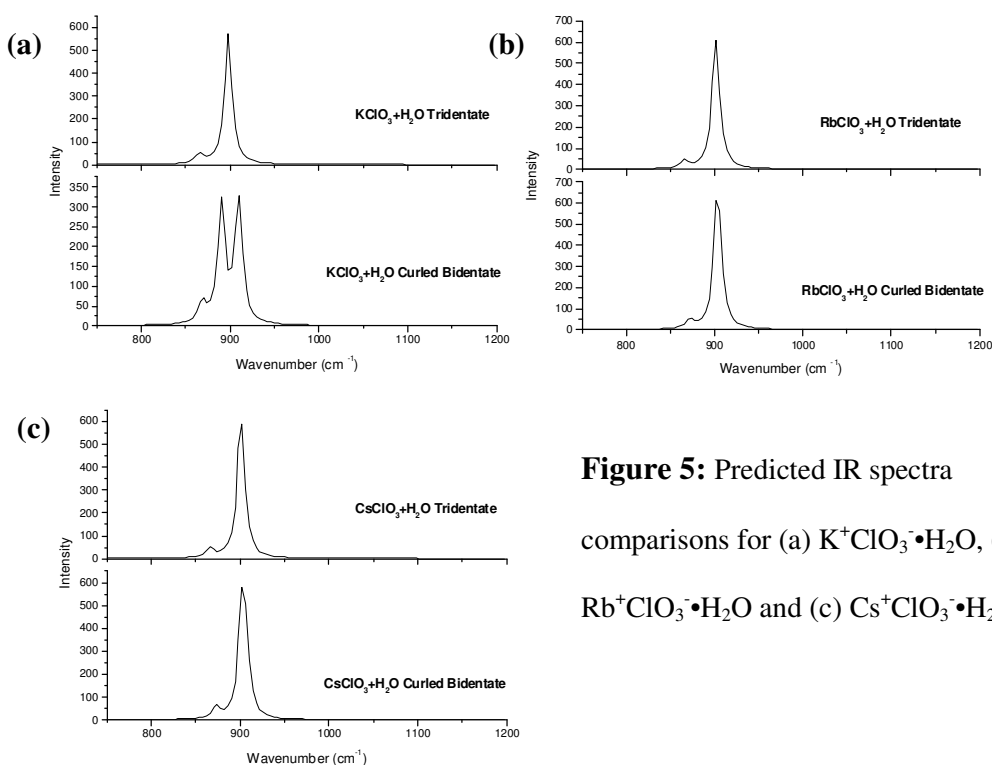 (a)
600
500
400
300
200
100
0
KClO₃+H₂O Tridentate
Intensity
350
300
250
200
150
100
50
0
KClO₃+H₂O Curled Bidentate
800 900 1000 1100 1200
Wavenumber (cm⁻¹)
(b)
700
600
500
400
300
200
100
0
RbClO₃+H₂O Tridentate
Intensity
700
600
500
400
300
200
100
0
RbClO₃+H₂O Curled Bidentate
800 900 1000 1100 1200
Wavenumber (cm⁻¹)
(c)
600
500
400
300
200
100
0
CsClO₃+H₂O Tridentate
Intensity
600
500
400
300
200
100
0
CsClO₃+H₂O Curled Bidentate
800 900 1000 1100 1200
Wavenumber (cm⁻¹)
Figure 5: Predicted IR spectra
comparisons for (a) K⁺ClO₃⁻•H₂O,
Rb⁺ClO₃⁻•H₂O and (c) Cs⁺ClO₃⁻•H₂